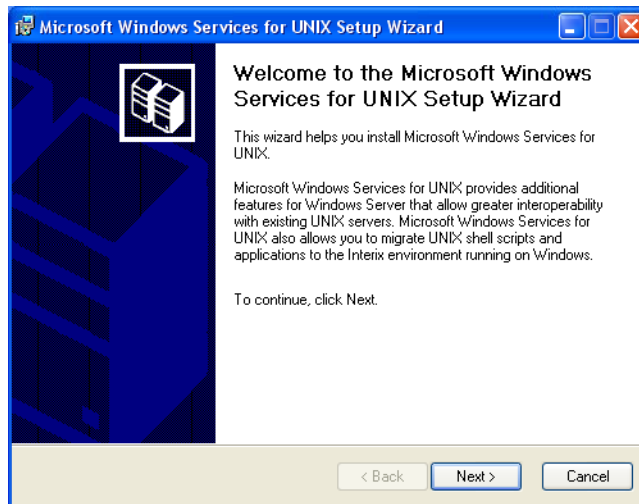 Microsoft Windows Services for UNIX Setup Wizard
Welcome to the Microsoft Windows
Services for UNIX Setup Wizard
This wizard helps you install Microsoft Windows Services for
UNIX.
Microsoft Windows Services for UNIX provides additional
features for Windows Server that allow greater interoperability
with existing UNIX servers. Microsoft Windows Services for
UNIX also allows you to migrate UNIX shell scripts and
applications to the Interix environment running on Windows.
To continue, click Next.
< Back
Next >
Cancel